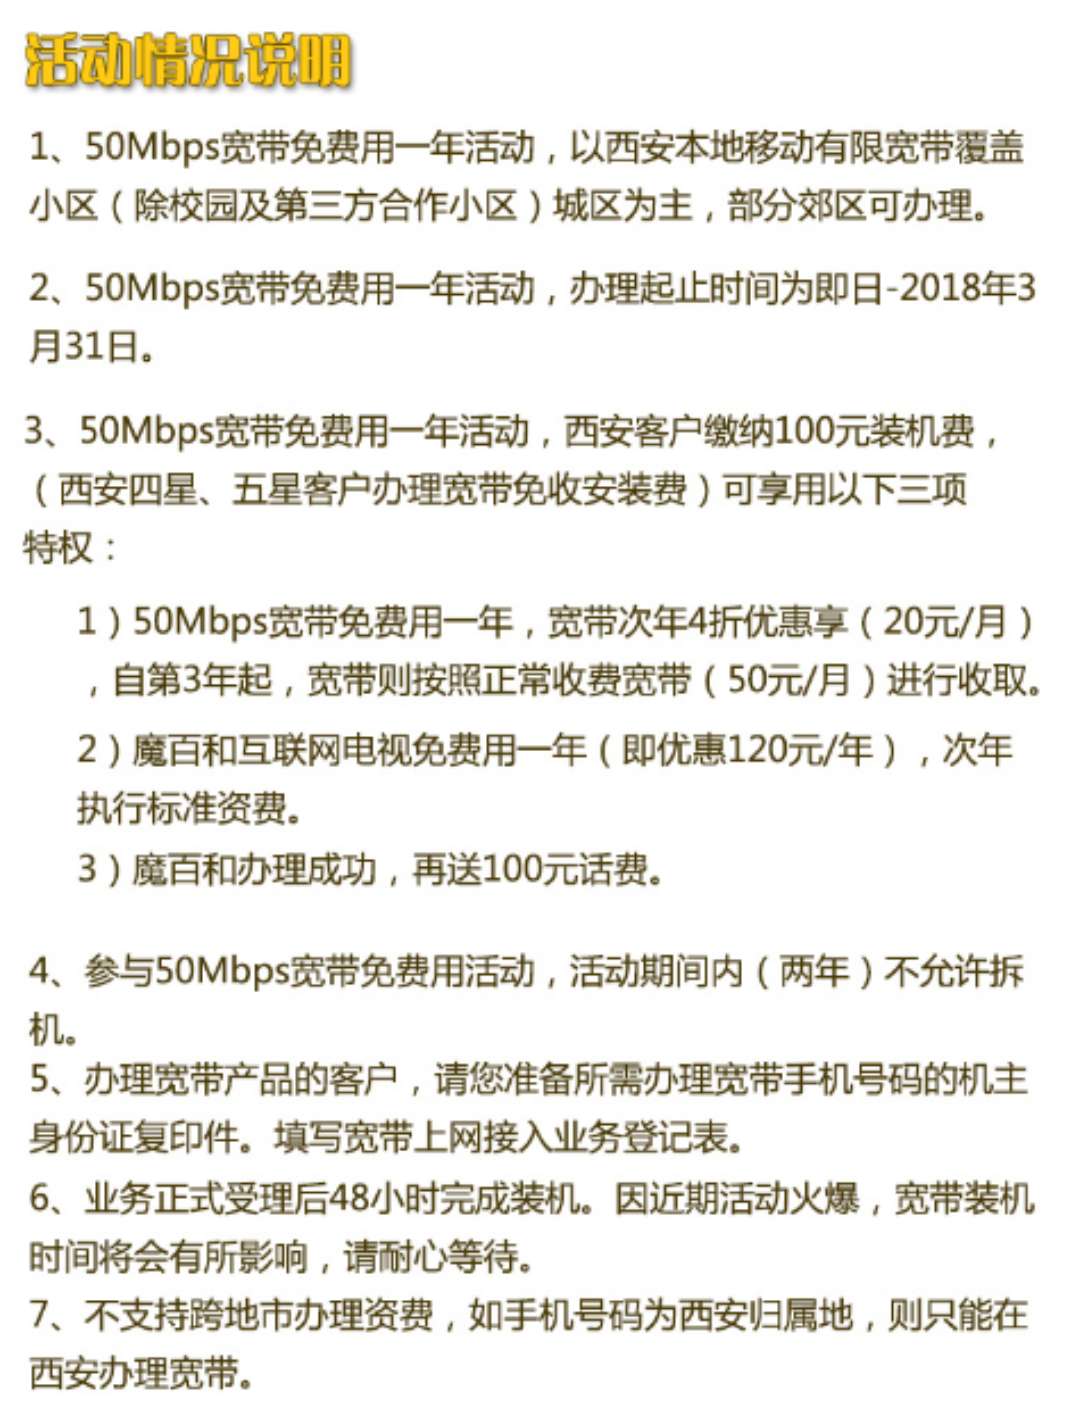 活动情况说明
1、50Mbps宽带免费用一年活动，以西安本地移动有限宽带覆盖
小区（除校园及第三方合作小区）城区为主，部分郊区可办理。
2、50Mbps宽带免费用一年活动，办理起止时间为即日-2018年3
月31日。
3、50Mbps宽带免费用一年活动，西安客户缴纳100元装机费，
（西安四星、五星客户办理宽带免收安装费）可享用以下三项
特权：
1）50Mbps宽带免费用一年，宽带次年4折优惠享（20元/月）
，自第3年起，宽带则按照正常收费宽带（50元/月）进行收取。
2）魔百和互联网电视免费用一年（即优惠120元/年），次年
执行标准资费。
3）魔百和办理成功，再送100元话费。
4、参与50Mbps宽带免费用活动，活动期间内（两年）不允许拆
机。
5、办理宽带产品的客户，请您准备所需办理宽带手机号码的机主
身份证复印件。填写宽带上网接入业务登记表。
6、业务正式受理后48小时完成装机。因近期活动火爆，宽带装机
时间将会有所影响，请耐心等待。
7、不支持跨地市办理资费，如手机号码为西安归属地，则只能在
西安办理宽带。